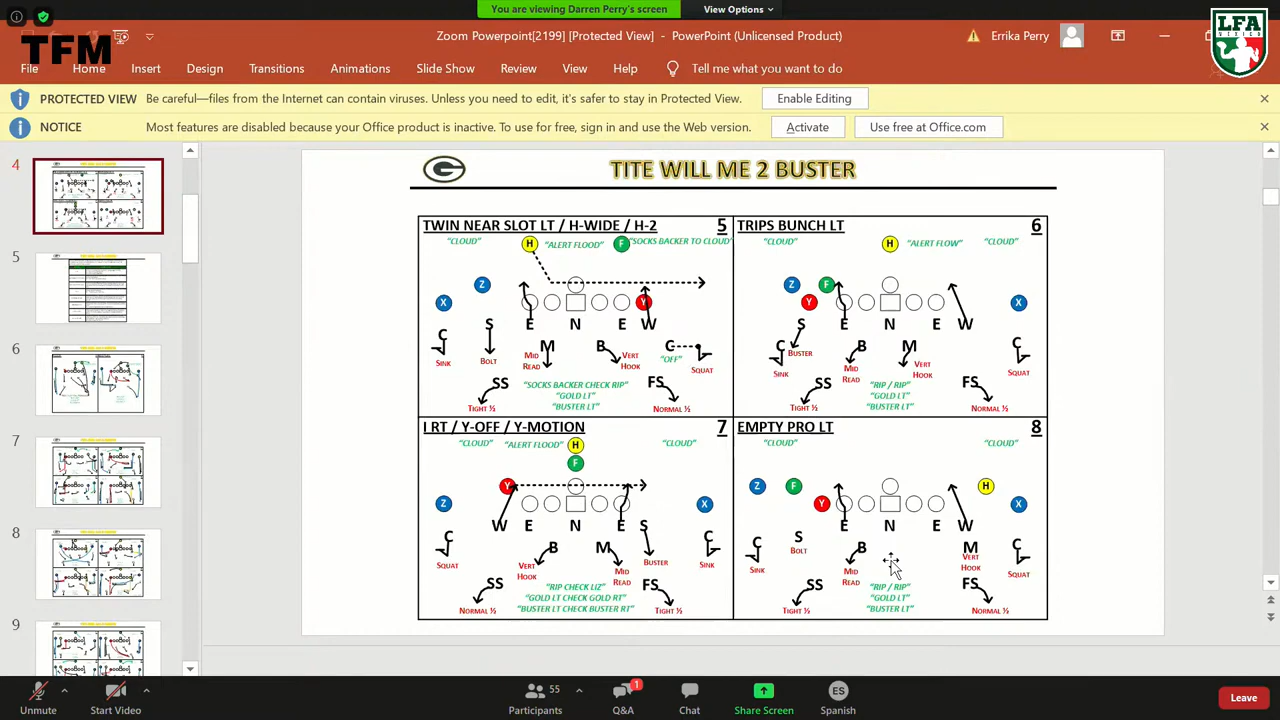 You are viewing Darren Perry's screen
View Options
Zoom Powerpoint[2199] [Protected View] — PowerPoint (Unlicensed Product)
Errika Perry
LFA
MEXICO
TFM
File Home Insert Design Transitions Animations Slide Show Review View Help Tell me what you want to do
PROTECTED VIEW Be careful—files from the Internet can contain viruses. Unless you need to edit, it's safer to stay in Protected View. Enable Editing
NOTICE Most features are disabled because your Office product is inactive. To use for free, sign in and use the Web version. Activate Use free at Office.com
4
5
6
7
8
9
G
TITE WILL ME 2 BUSTER
TWIN NEAR SLOT LT / H-WIDE / H-2 5
"CLOUD" H "ALERT FLOOD" F "SOCKS BACKER TO CLOUD"
Z
X Y
S E N E W
C M B C
SINK BOLT MID READ VERT HOOK "OFF" SQUAT
SS "SOCKS BACKER CHECK RIP" FS
"GOLD LT"
TIGHT ½ "BUSTER LT" NORMAL ½
TRIPS BUNCH LT 6
"CLOUD" H "ALERT FLOW" "CLOUD"
Z F
Y X
S E N E W
C BUSTER B M C
SINK MID READ VERT HOOK SQUAT
SS "RIP / RIP" FS
"GOLD LT"
TIGHT ½ "BUSTER LT" NORMAL ½
I RT / Y-OFF / Y-MOTION 7
"CLOUD" "ALERT FLOOD" H "CLOUD"
F
Y
Z X
W E N E S
C B M C
SQUAT VERT HOOK MID READ BUSTER SINK
SS "RIP CHECK LIZ" FS
"GOLD LT CHECK GOLD RT"
NORMAL ½ "BUSTER LT CHECK BUSTER RT" TIGHT ½
EMPTY PRO LT 8
"CLOUD" "CLOUD"
Z F H
Y X
E N E W
C S B M C
SINK BOLT MID READ VERT HOOK SQUAT
SS "RIP / RIP" FS
"GOLD LT"
TIGHT ½ "BUSTER LT" NORMAL ½
Unmute
Start Video
55
Participants
1
Q&A
Chat
Share Screen
ES
Spanish
Leave